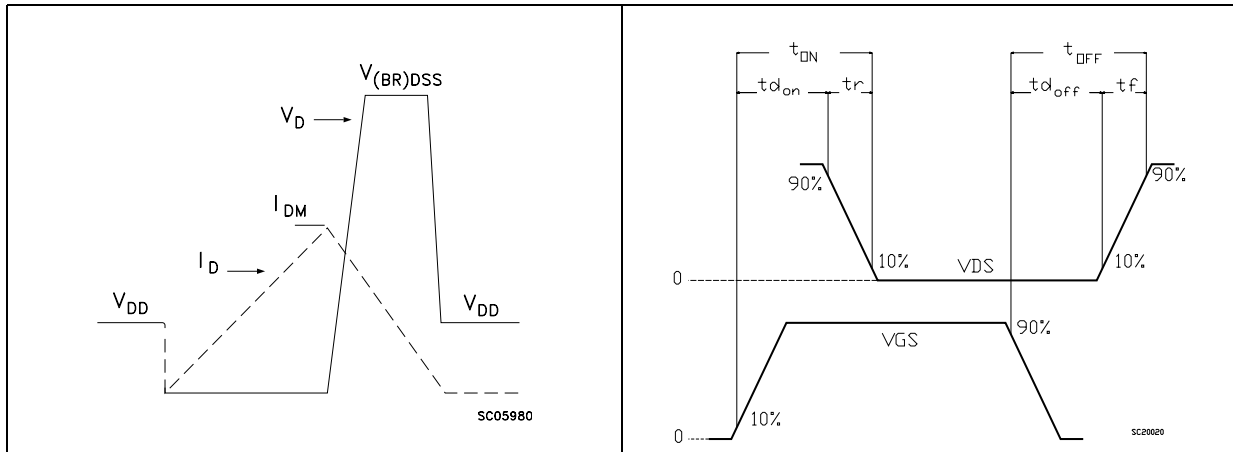 V(BR)DSS
VD
IDM
ID
VDD
VDD
SC05980
tON
tOFF
tdon
tr
tdoff
tf
90%
90%
10%
VDS
10%
0
90%
VGS
10%
0
SC20020